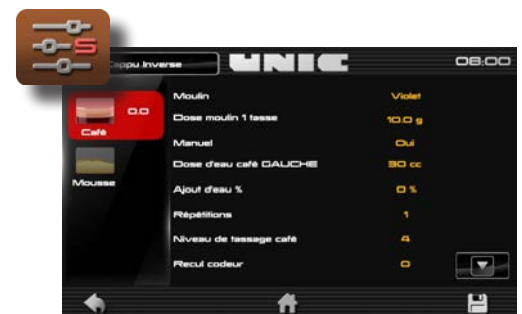 S
Cappu Inverse
UNIC
08:00
Café
0.0
Mousse
Moulin Violet
Dose moulin 1 tasse 10.0 g
Manuel Oui
Dose d'eau café GAUCHE 30 cc
Ajout d'eau % 0 %
Répétitions 1
Niveau de tassage café 4
Recul codeur 0